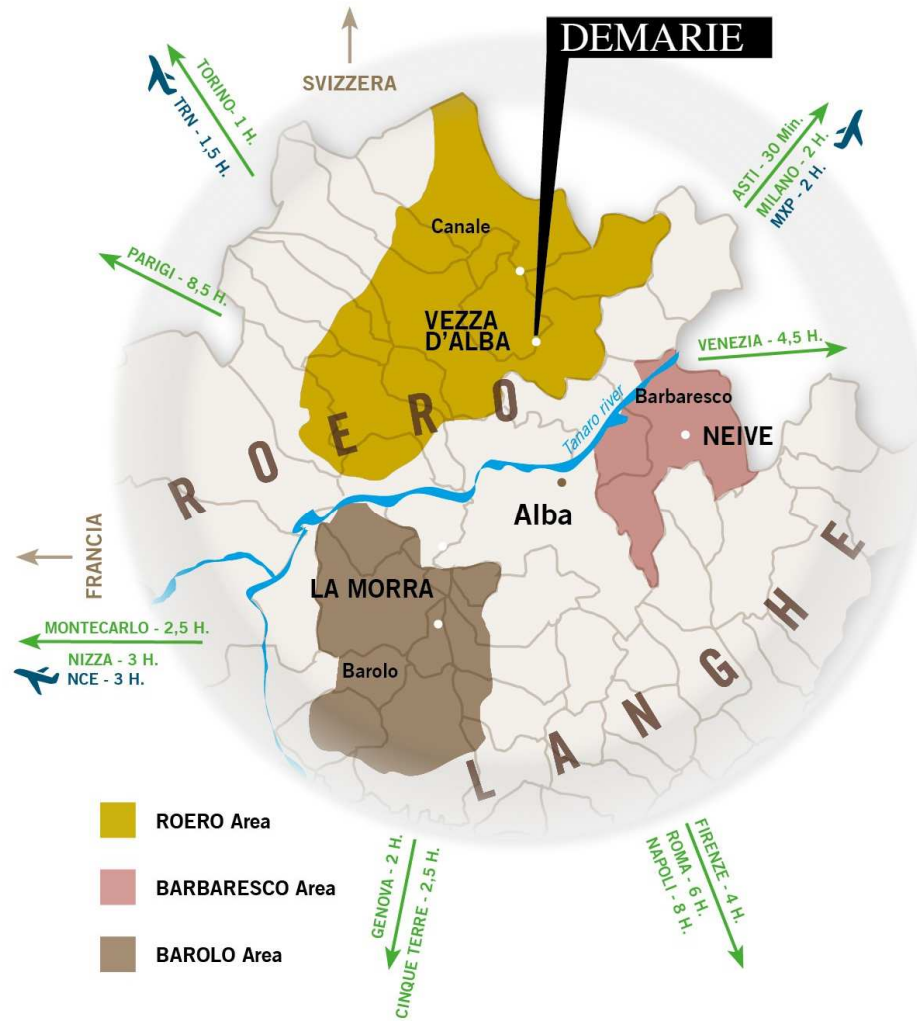 DEMARIE
SVIZZERA
TORINO - 1 H.
TRN - 1,5 H.
ASTI - 30 Min.
MILANO - 2 H.
MXP - 2 H.
Canale
PARIGI - 8,5 H.
VEZZA
D'ALBA
VENEZIA - 4,5 H.
ROERO
Tanaro river
Barbaresco
NEIVE
Alba
FRANCIA
LA MORRA
MONTECARLO - 2,5 H.
NIZZA - 3 H.
NCE - 3 H.
Barolo
LANGHE
ROERO Area
BARBARESCO Area
BAROLO Area
GENOVA - 2 H.
CINQUE TERRE - 2,5 H.
FIRENZE - 4 H.
ROMA - 6 H.
NAPOLI - 8 H.